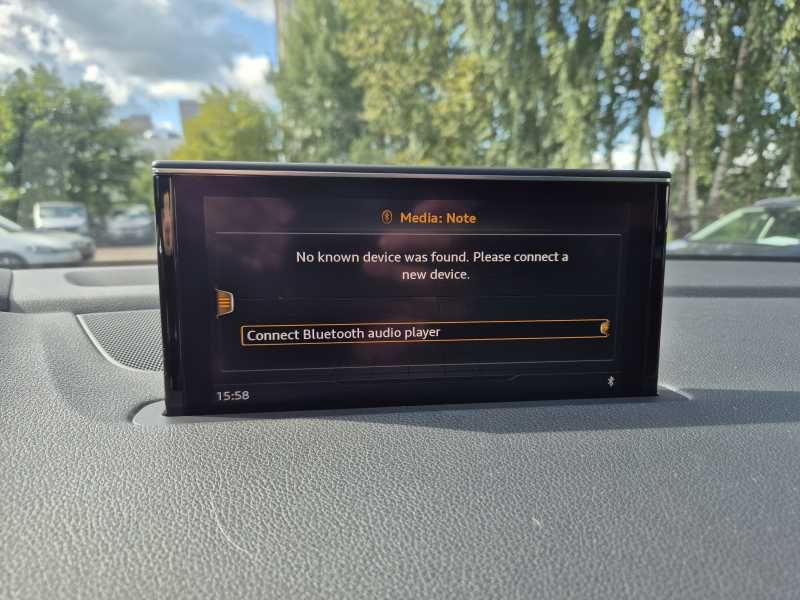 Media: Note
No known device was found. Please connect a
new device.
Connect Bluetooth audio player
15:58